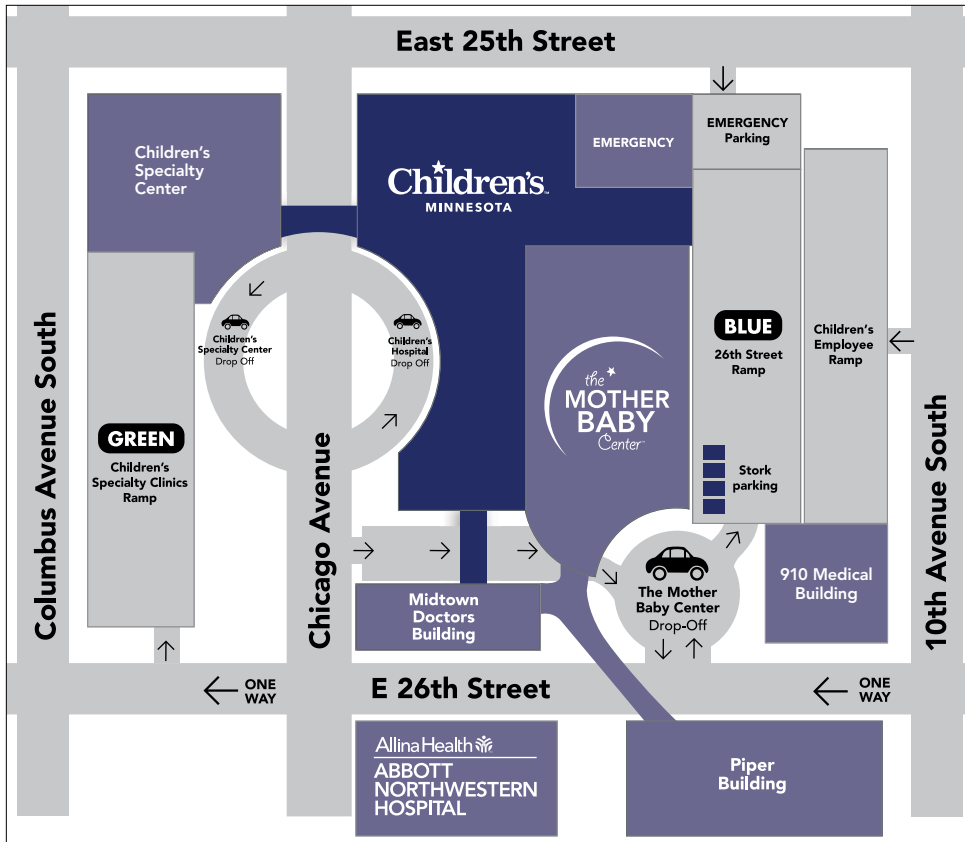 East 25th Street
Children's
Specialty
Center
Children's
MINNESOTA
EMERGENCY
EMERGENCY
Parking
Children's
Specialty Center
Drop Off
Children's
Hospital
Drop Off
the
MOTHER
BABY
Center
BLUE
26th Street
Ramp
Children's
Employee
Ramp
Stork
parking
GREEN
Children's
Specialty Clinics
Ramp
Columbus Avenue South
Chicago Avenue
10th Avenue South
Midtown
Doctors
Building
The Mother
Baby Center
Drop-Off
910 Medical
Building
ONE
WAY
E 26th Street
ONE
WAY
Allina Health
ABBOTT
NORTHWESTERN
HOSPITAL
Piper
Building